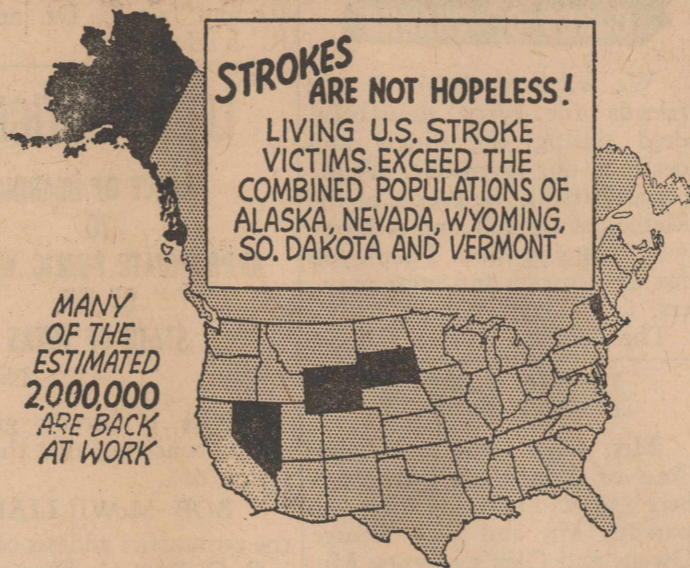 STROKES
ARE NOT HOPELESS!
LIVING U.S. STROKE
VICTIMS EXCEED THE
COMBINED POPULATIONS OF
ALASKA, NEVADA, WYOMING,
SO. DAKOTA AND VERMONT
MANY
OF THE
ESTIMATED
2,000,000
ARE BACK
AT WORK